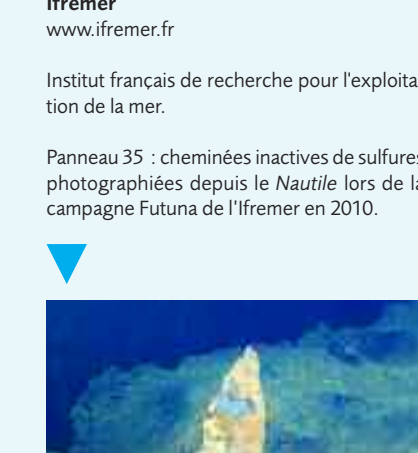 Ifremer
www.ifremer.fr
Institut français de recherche pour l'exploita
tion de la mer.
Panneau 35 : cheminées inactives de sulfures
photographiées depuis le Nautile lors de la
campagne Futuna de l'Ifremer en 2010.